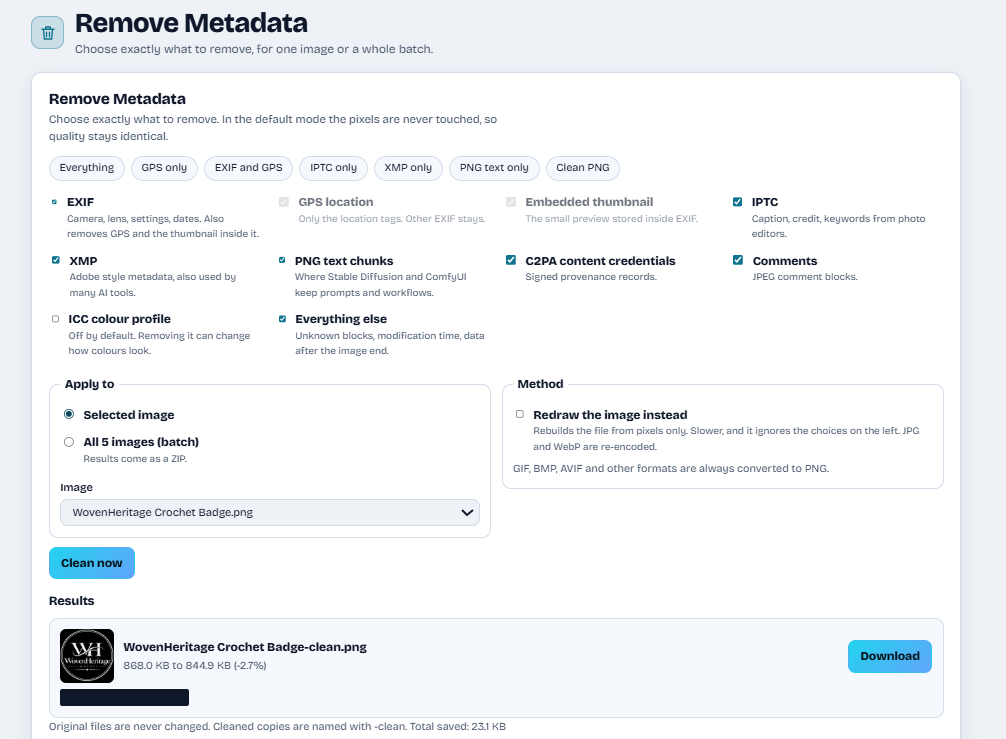 Remove Metadata
Choose exactly what to remove, for one image or a whole batch.
Remove Metadata
Choose exactly what to remove. In the default mode the pixels are never touched, so
quality stays identical.
Everything
GPS only
EXIF and GPS
IPTC only
XMP only
PNG text only
Clean PNG
EXIF
Camera, lens, settings, dates. Also
removes GPS and the thumbnail inside it.
GPS location
Only the location tags. Other EXIF stays.
Embedded thumbnail
The small preview stored inside EXIF.
IPTC
Caption, credit, keywords from photo
editors.
XMP
Adobe style metadata, also used by
many AI tools.
PNG text chunks
Where Stable Diffusion and ComfyUI
keep prompts and workflows.
C2PA content credentials
Signed provenance records.
Comments
JPEG comment blocks.
ICC colour profile
Off by default. Removing it can change
how colours look.
Everything else
Unknown blocks, modification time, data
after the image end.
Apply to
Selected image
All 5 images (batch)
Results come as a ZIP.
Image
WovenHeritage Crochet Badge.png
Method
Redraw the image instead
Rebuilds the file from pixels only. Slower, and it ignores the choices on the left. JPG
and WebP are re-encoded.
GIF, BMP, AVIF and other formats are always converted to PNG.
Clean now
Results
WH
WovenHeritage
WovenHeritage Crochet Badge-clean.png
868.0 KB to 844.9 KB (-2.7%)
Download
Original files are never changed. Cleaned copies are named with -clean. Total saved: 23.1 KB